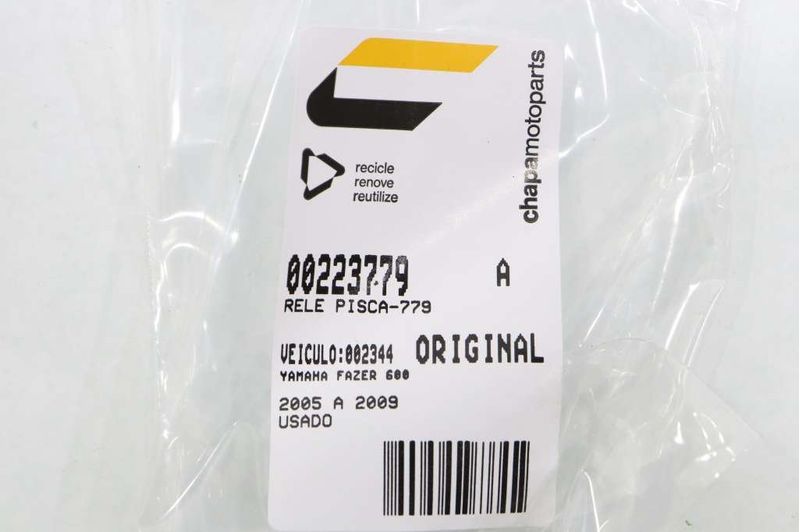 chapamotoparts
recicle
renove
reutilize
00223779 A
RELE PISCA-779
VEICULO:002344 ORIGINAL
YAMAHA FAZER 600
2005 A 2009
USADO